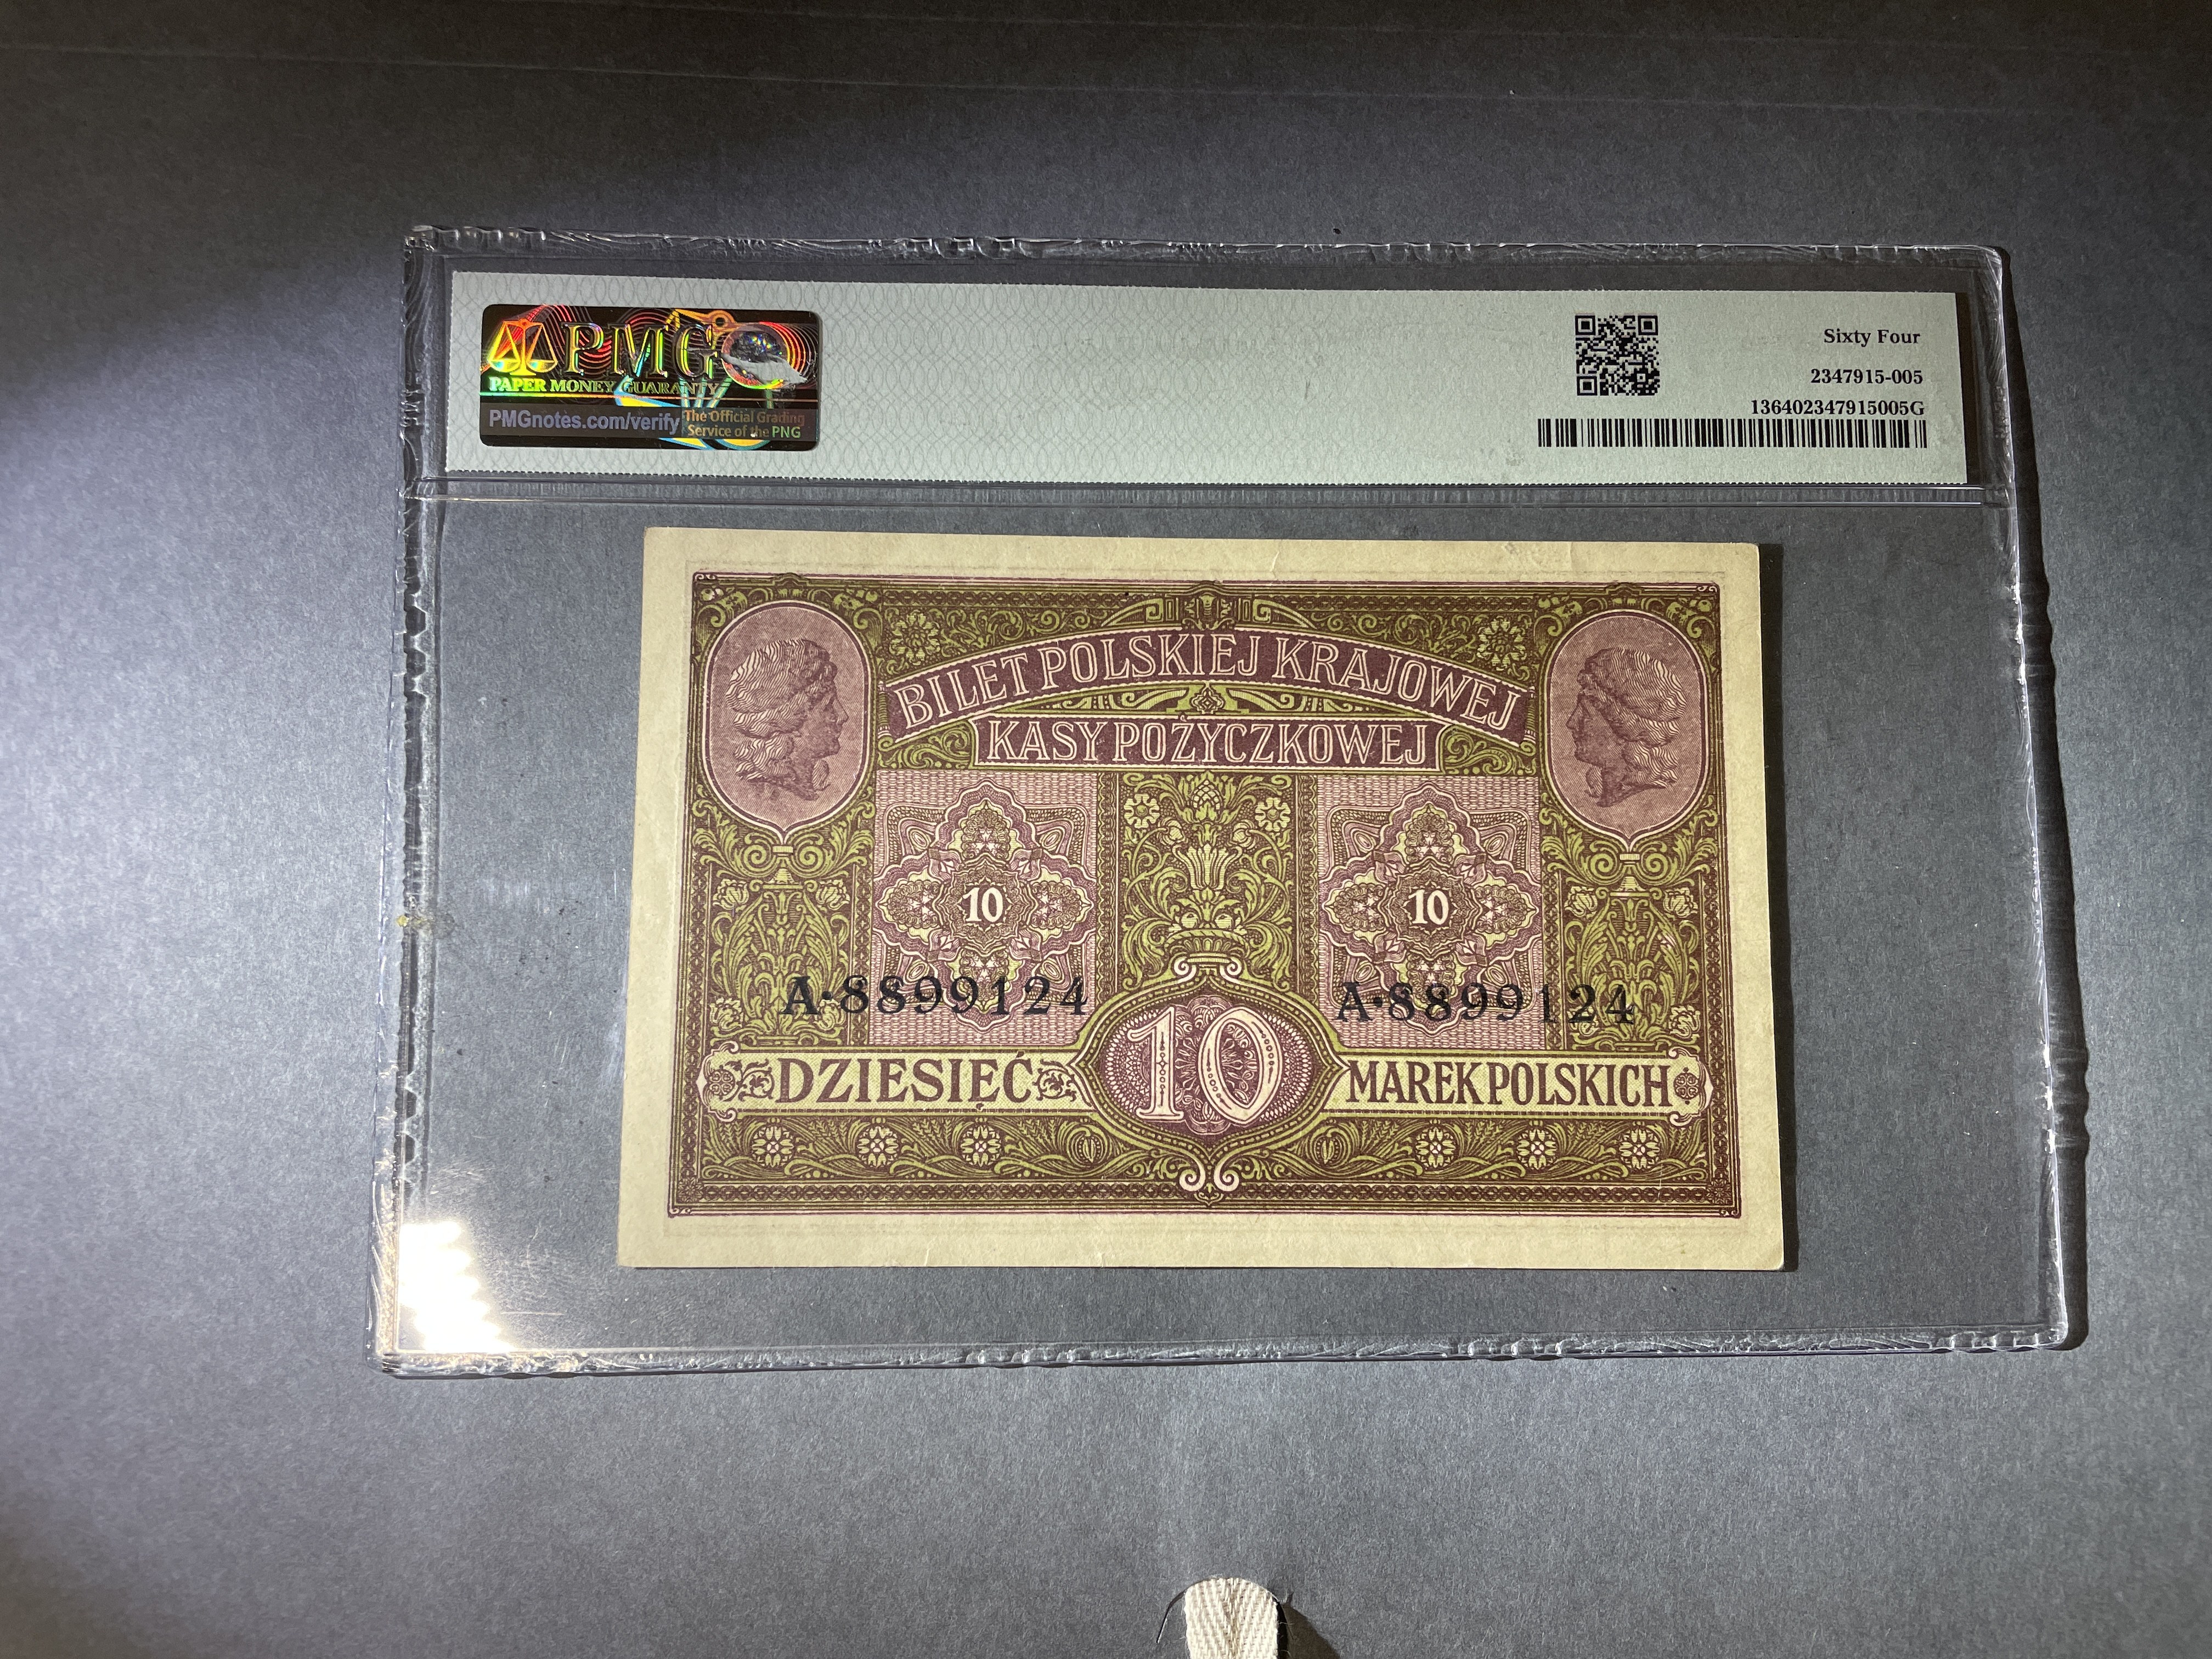 PMG
PAPER MONEY GUARANTY
PMGnotes.com/verify
The Official Grading
Service of the PNG
Sixty Four
2347915-005
136402347915005G
BILET POLSKIEJ KRAJOWEJ
KASY POŻYCZKOWEJ
10 10
A·8899124 A·8899124
DZIESIĘĆ 10 MAREK POLSKICH